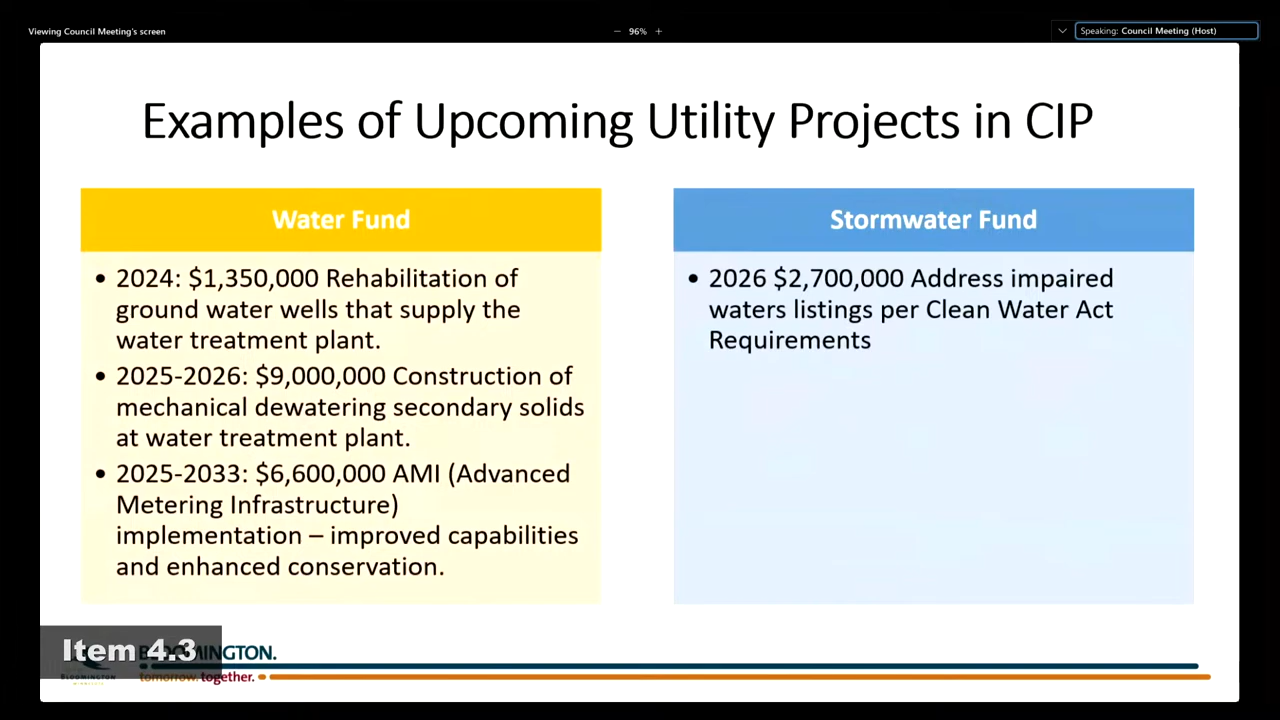 Viewing Council Meeting's screen
− 96% +
Speaking: Council Meeting (Host)
Examples of Upcoming Utility Projects in CIP
Water Fund
• 2024: $1,350,000 Rehabilitation of
ground water wells that supply the
water treatment plant.
• 2025-2026: $9,000,000 Construction of
mechanical dewatering secondary solids
at water treatment plant.
• 2025-2033: $6,600,000 AMI (Advanced
Metering Infrastructure)
implementation – improved capabilities
and enhanced conservation.
Stormwater Fund
• 2026 $2,700,000 Address impaired
waters listings per Clean Water Act
Requirements
Item 4.3
BLOOMINGTON.
tomorrow. together.
BLOOMINGTON